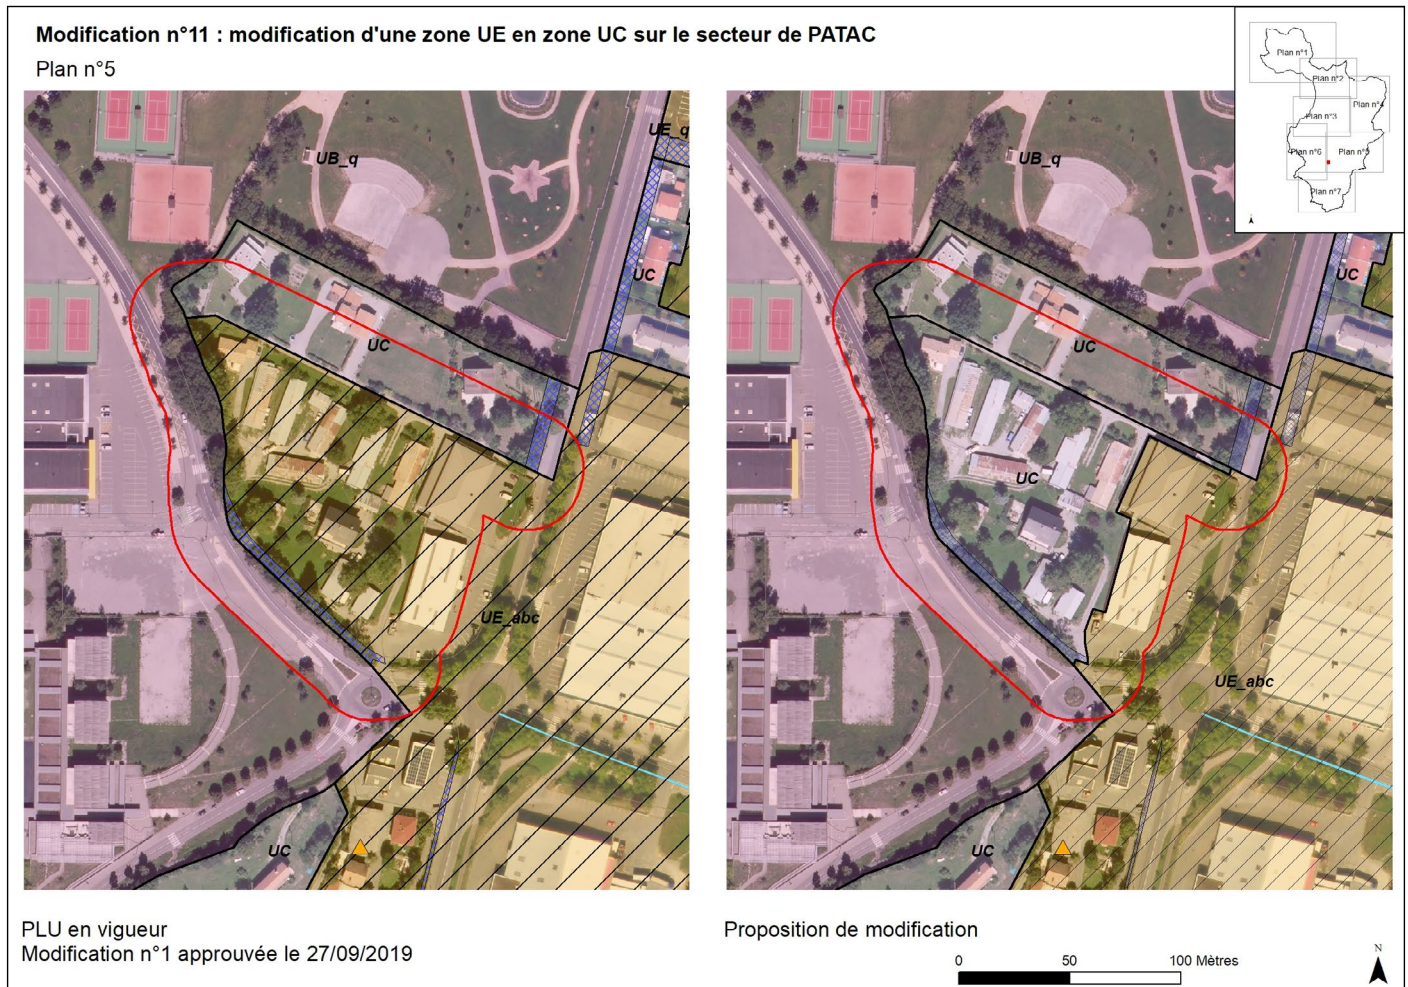 Modification n°11 : modification d'une zone UE en zone UC sur le secteur de PATAC
Plan n°5
Plan n°1
Plan n°2
Plan n°4
Plan n°3
Plan n°6
Plan n°5
Plan n°7
UB_q
UE_q
UC
UC
UE_abc
UC
UB_q
UC
UC
UC
UE_abc
UC
PLU en vigueur
Modification n°1 approuvée le 27/09/2019
Proposition de modification
0 50 100 Mètres
N